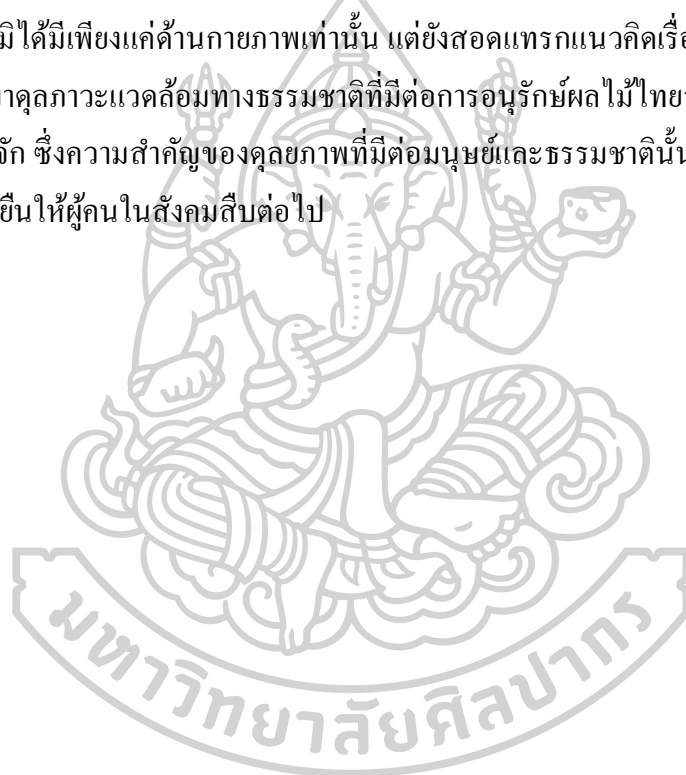 มิได้มีเพียงแค่ด้านกายภาพเท่านั้น แต่ยังสอดแทรกแนวคิดเรื่อ
าดุลภาวะแวดล้อมทางธรรมชาติที่มีต่อการอนุรักษ์ผลไม้ไทย
จัก ซึ่งความสำคัญของดุลยภาพที่มีต่อมนุษย์และธรรมชาตินั้น
ยืนให้ผู้คนในสังคมสืบต่อไป
มหาวิทยาลัยศิลปากร